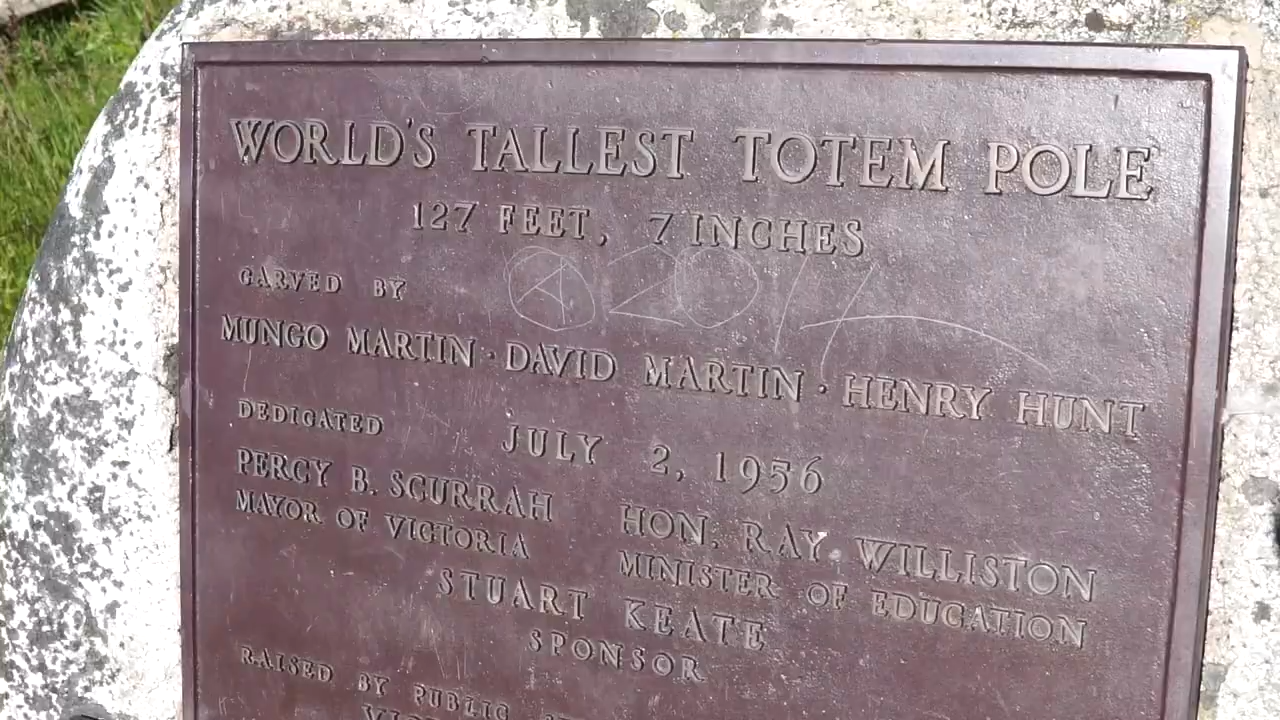 WORLD'S TALLEST TOTEM POLE
127 FEET, 7 INCHES
CARVED BY
MUNGO MARTIN · DAVID MARTIN · HENRY HUNT
DEDICATED JULY 2, 1956
PERCY B. SCURRAH HON. RAY WILLISTON
MAYOR OF VICTORIA MINISTER OF EDUCATION
STUART KEATE
SPONSOR
RAISED BY PUBLIC